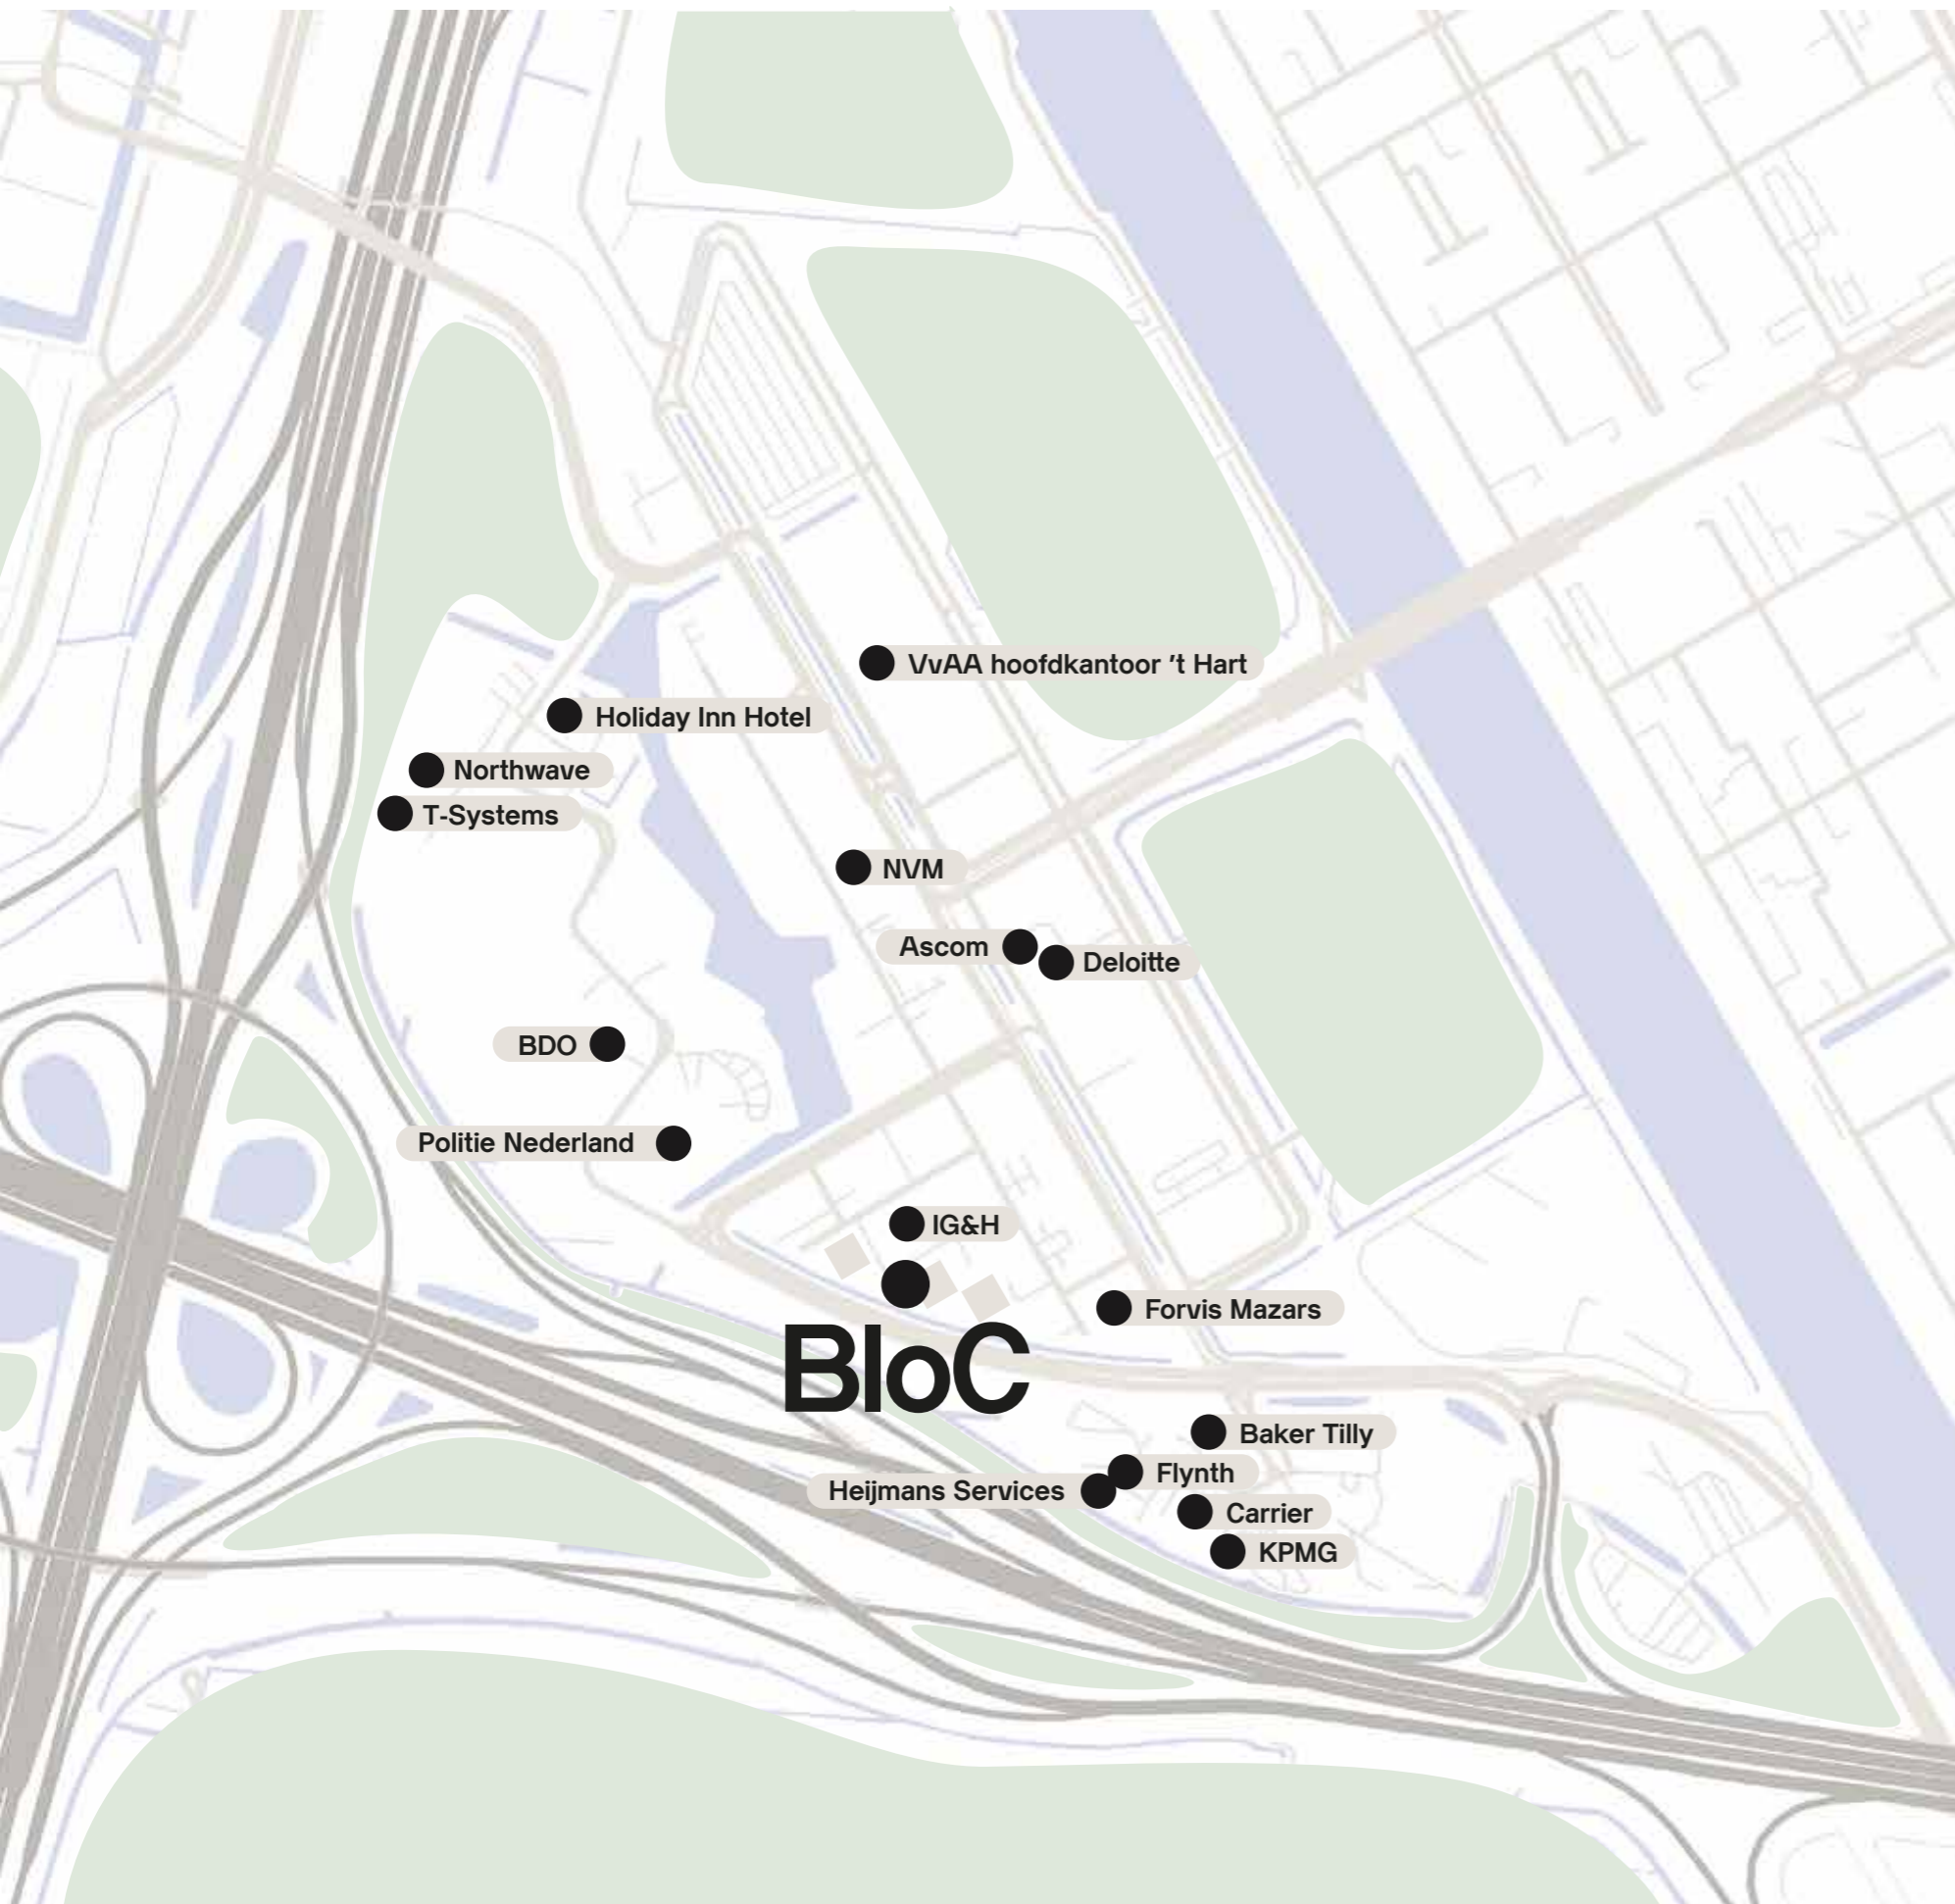 VvAA hoofdkantoor ’t Hart
Holiday Inn Hotel
Northwave
T-Systems
NVM
Ascom
Deloitte
BDO
Politie Nederland
IG&H
Forvis Mazars
BloC
Baker Tilly
Flynth
Heijmans Services
Carrier
KPMG